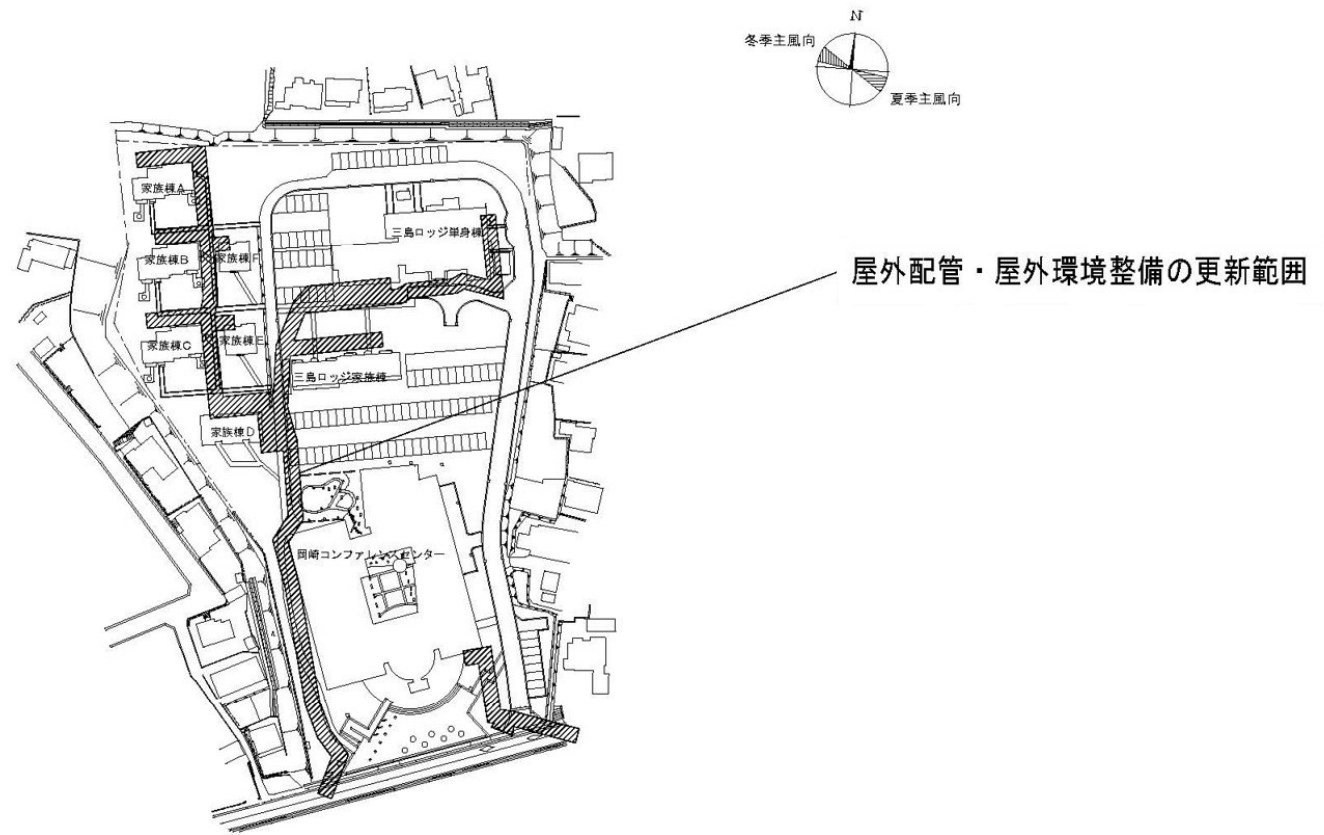 N
冬季主風向
夏季主風向
家族棟A
三島ロッジ単身棟
家族棟B
家族棟F
屋外配管・屋外環境整備の更新範囲
家族棟C
家族棟E
三島ロッジ家族棟
家族棟D
岡崎コンファレンスセンター